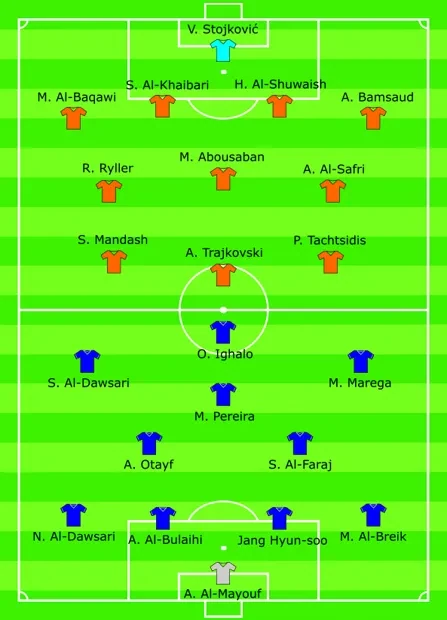 V. Stojković
S. Al-Khaibari
H. Al-Shuwaish
M. Al-Baqawi
A. Bamsaud
M. Abousaban
R. Ryller
A. Al-Safri
S. Mandash
P. Tachtsidis
A. Trajkovski
O. Ighalo
S. Al-Dawsari
M. Marega
M. Pereira
A. Otayf
S. Al-Faraj
N. Al-Dawsari
A. Al-Bulaihi
Jang Hyun-soo
M. Al-Breik
A. Al-Mayouf